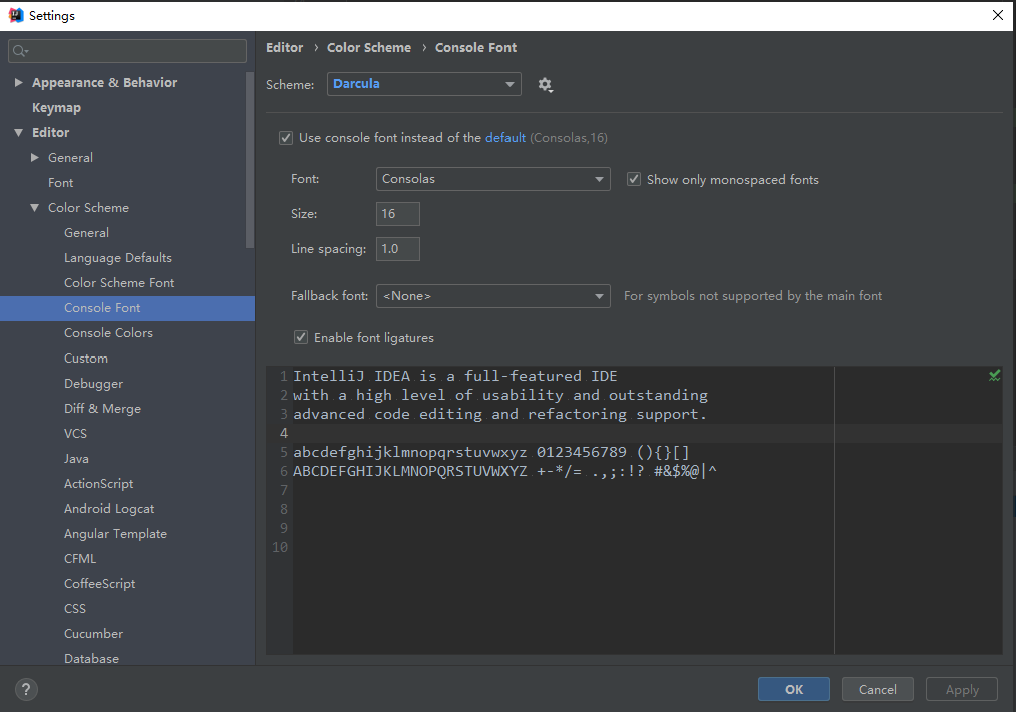 Settings
Editor › Color Scheme › Console Font
Scheme: Darcula
Appearance & Behavior
Keymap
Editor
General
Font
Color Scheme
General
Language Defaults
Color Scheme Font
Console Font
Console Colors
Custom
Debugger
Diff & Merge
VCS
Java
ActionScript
Android Logcat
Angular Template
CFML
CoffeeScript
CSS
Cucumber
Database
Use console font instead of the default (Consolas,16)
Font: Consolas Show only monospaced fonts
Size: 16
Line spacing: 1.0
Fallback font: <None> For symbols not supported by the main font
Enable font ligatures
1 IntelliJ IDEA is a full-featured IDE
2 with a high level of usability and outstanding
3 advanced code editing and refactoring support.
4
5 abcdefghijklmnopqrstuvwxyz 0123456789 (){}[]
6 ABCDEFGHIJKLMNOPQRSTUVWXYZ +-*/= .,;:!? #&$%@|^
7
8
9
10
? OK Cancel Apply